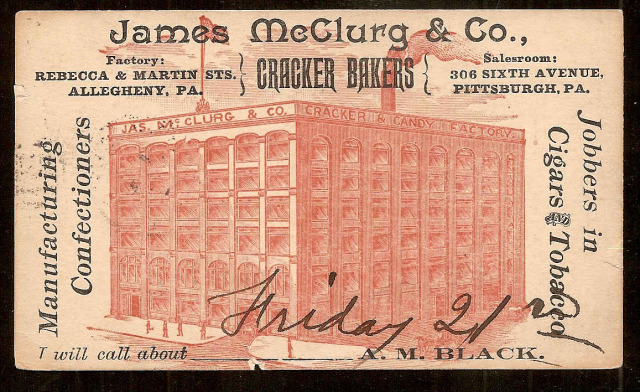 James McClurg & Co.,
Factory:
REBECCA & MARTIN STS.
ALLEGHENY, PA.
CRACKER BAKERS
Salesroom:
306 SIXTH AVENUE,
PITTSBURGH, PA.
JAS. McCLURG & CO.
CRACKER & CANDY FACTORY.
Manufacturing
Confectioners
Jobbers in
Cigars AND Tobacco
Friday 21
I will call about
A. M. BLACK.